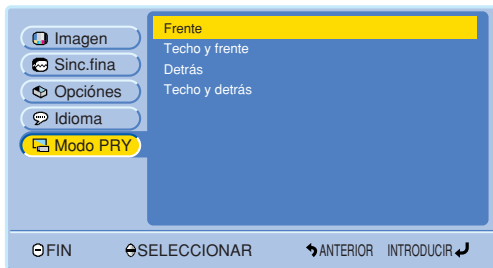 Imagen
Sinc.fina
Opciónes
Idioma
Modo PRY
Frente
Techo y frente
Detrás
Techo y detrás
FIN SELECCIONAR ANTERIOR INTRODUCIR